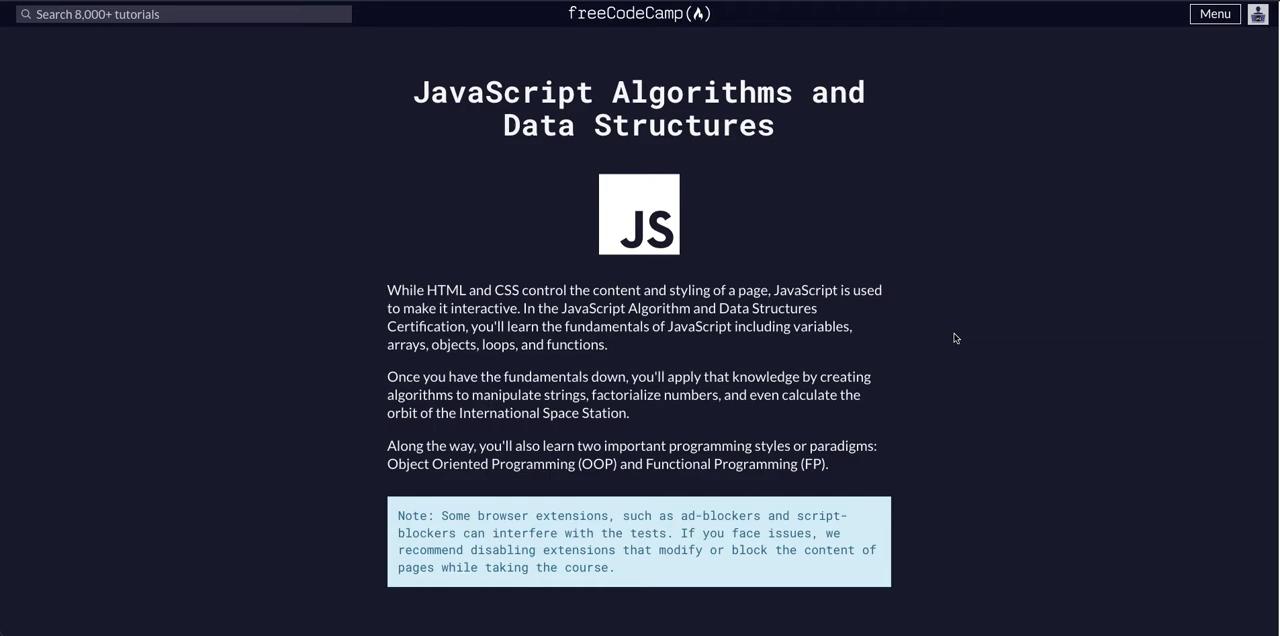 Search 8,000+ tutorials
freeCodeCamp
Menu
JavaScript Algorithms and
Data Structures
JS
While HTML and CSS control the content and styling of a page, JavaScript is used
to make it interactive. In the JavaScript Algorithm and Data Structures
Certification, you'll learn the fundamentals of JavaScript including variables,
arrays, objects, loops, and functions.
Once you have the fundamentals down, you'll apply that knowledge by creating
algorithms to manipulate strings, factorialize numbers, and even calculate the
orbit of the International Space Station.
Along the way, you'll also learn two important programming styles or paradigms:
Object Oriented Programming (OOP) and Functional Programming (FP).
Note: Some browser extensions, such as ad-blockers and script-
blockers can interfere with the tests. If you face issues, we
recommend disabling extensions that modify or block the content of
pages while taking the course.